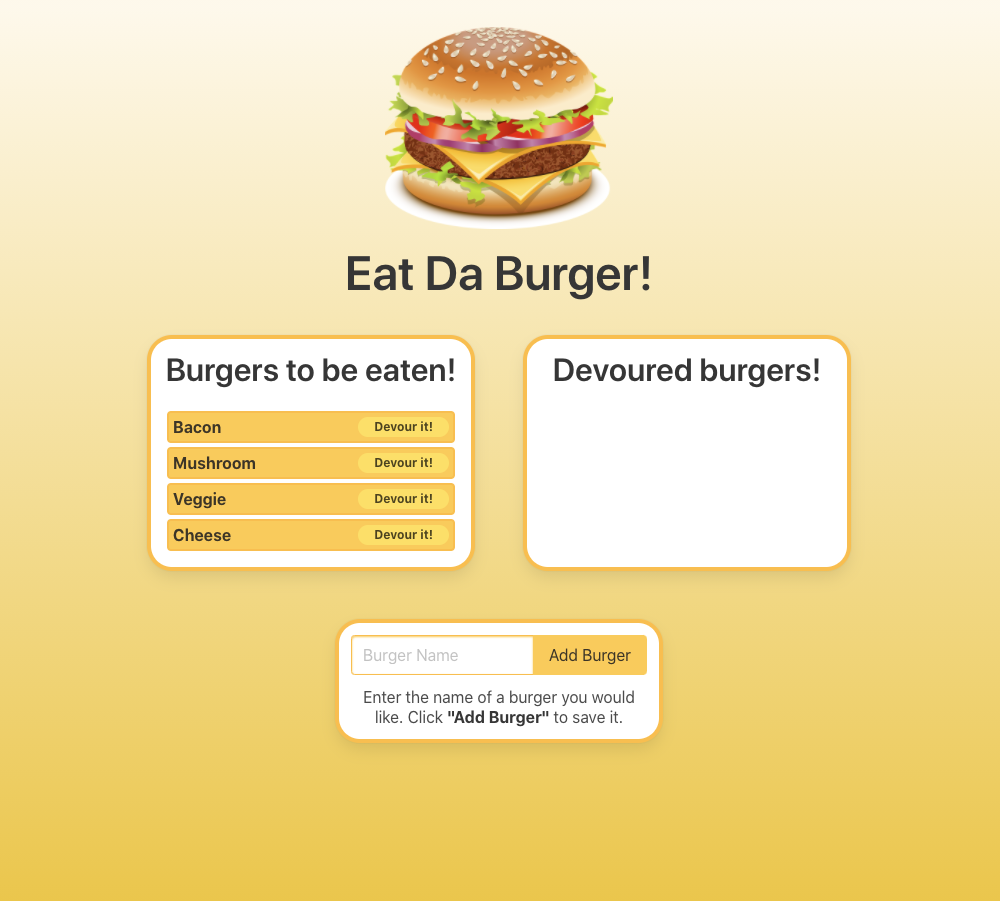 Eat Da Burger!
Burgers to be eaten!
Bacon Devour it!
Mushroom Devour it!
Veggie Devour it!
Cheese Devour it!
Devoured burgers!
Burger Name Add Burger
Enter the name of a burger you would
like. Click "Add Burger" to save it.